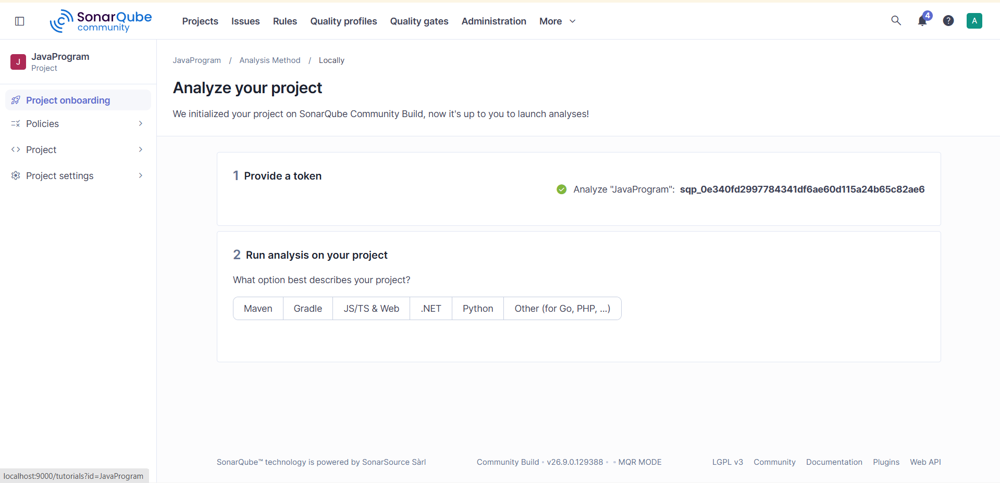 SonarQube community
Projects Issues Rules Quality profiles Quality gates Administration More
4
?
A
J
JavaProgram
Project
Project onboarding
Policies
Project
Project settings
JavaProgram / Analysis Method / Locally
Analyze your project
We initialized your project on SonarQube Community Build, now it's up to you to launch analyses!
1 Provide a token
Analyze "JavaProgram": sqp_0e340fd2997784341df6ae60d115a24b65c82ae6
2 Run analysis on your project
What option best describes your project?
Maven Gradle JS/TS & Web .NET Python Other (for Go, PHP, ...)
SonarQube™ technology is powered by SonarSource Sàrl
Community Build • v26.9.0.129388 • • MQR MODE
LGPL v3 Community Documentation Plugins Web API
localhost:9000/tutorials?id=JavaProgram